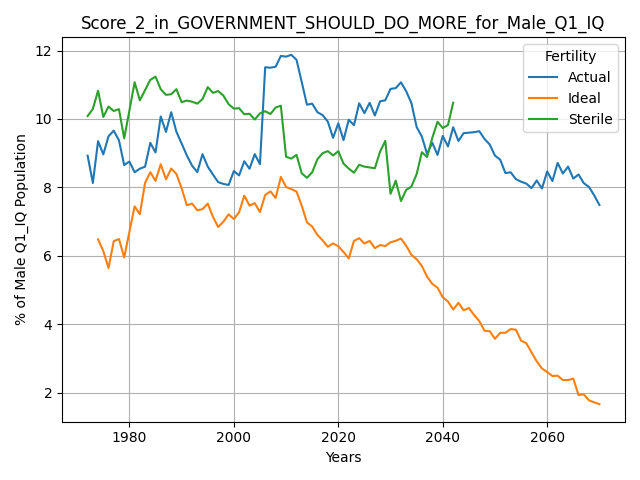 Score_2_in_GOVERNMENT_SHOULD_DO_MORE_for_Male_Q1_IQ
Fertility
Actual
Ideal
Sterile
% of Male Q1_IQ Population
12
10
8
6
4
2
1980 2000 2020 2040 2060
Years